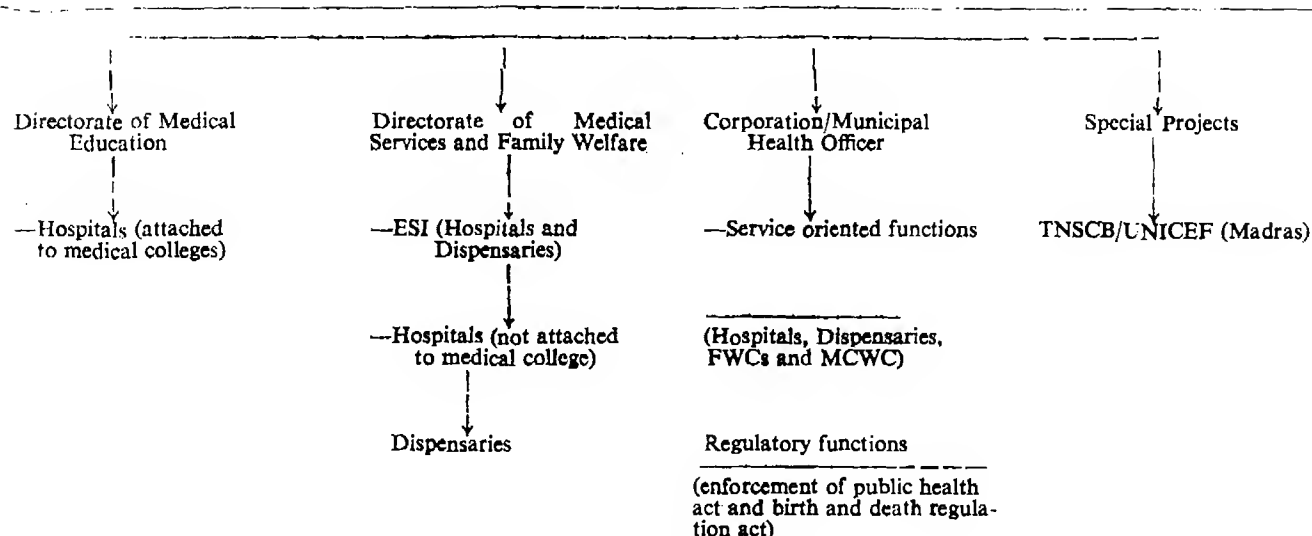 Directorate of Medical
Education
—Hospitals (attached
to medical colleges)
Directorate of Medical
Services and Family Welfare
—ESI (Hospitals and
Dispensaries)
—Hospitals (not attached
to medical college)
Dispensaries
Corporation/Municipal
Health Officer
—Service oriented functions
(Hospitals, Dispensaries,
FWCs and MCWC)
Regulatory functions
(enforcement of public health
act and birth and death regula-
tion act)
Special Projects
TNSCB/UNICEF (Madras)